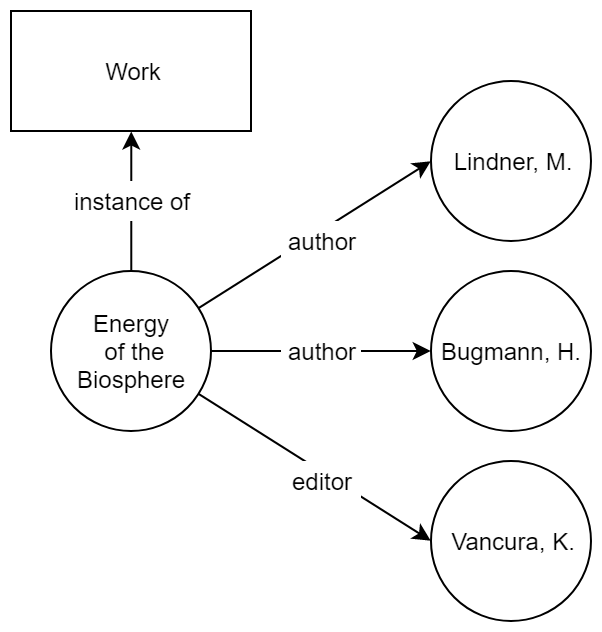 Work
Lindner, M.
instance of
author
Energy
of the
Biosphere
author
Bugmann, H.
editor
Vancura, K.